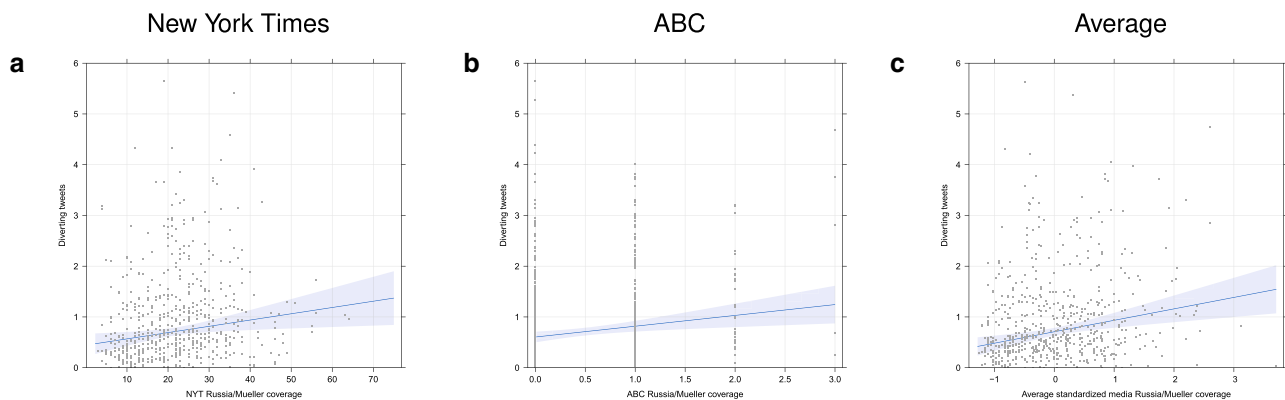 New York Times
ABC
Average
a
b
c
6
5
4
3
2
1
0
Diverting tweets
10 20 30 40 50 60 70
NYT Russia/Mueller coverage
6
5
4
3
2
1
0
Diverting tweets
0.0 0.5 1.0 1.5 2.0 2.5 3.0
ABC Russia/Mueller coverage
6
5
4
3
2
1
0
Diverting tweets
−1 0 1 2 3
Average standardized media Russia/Mueller coverage